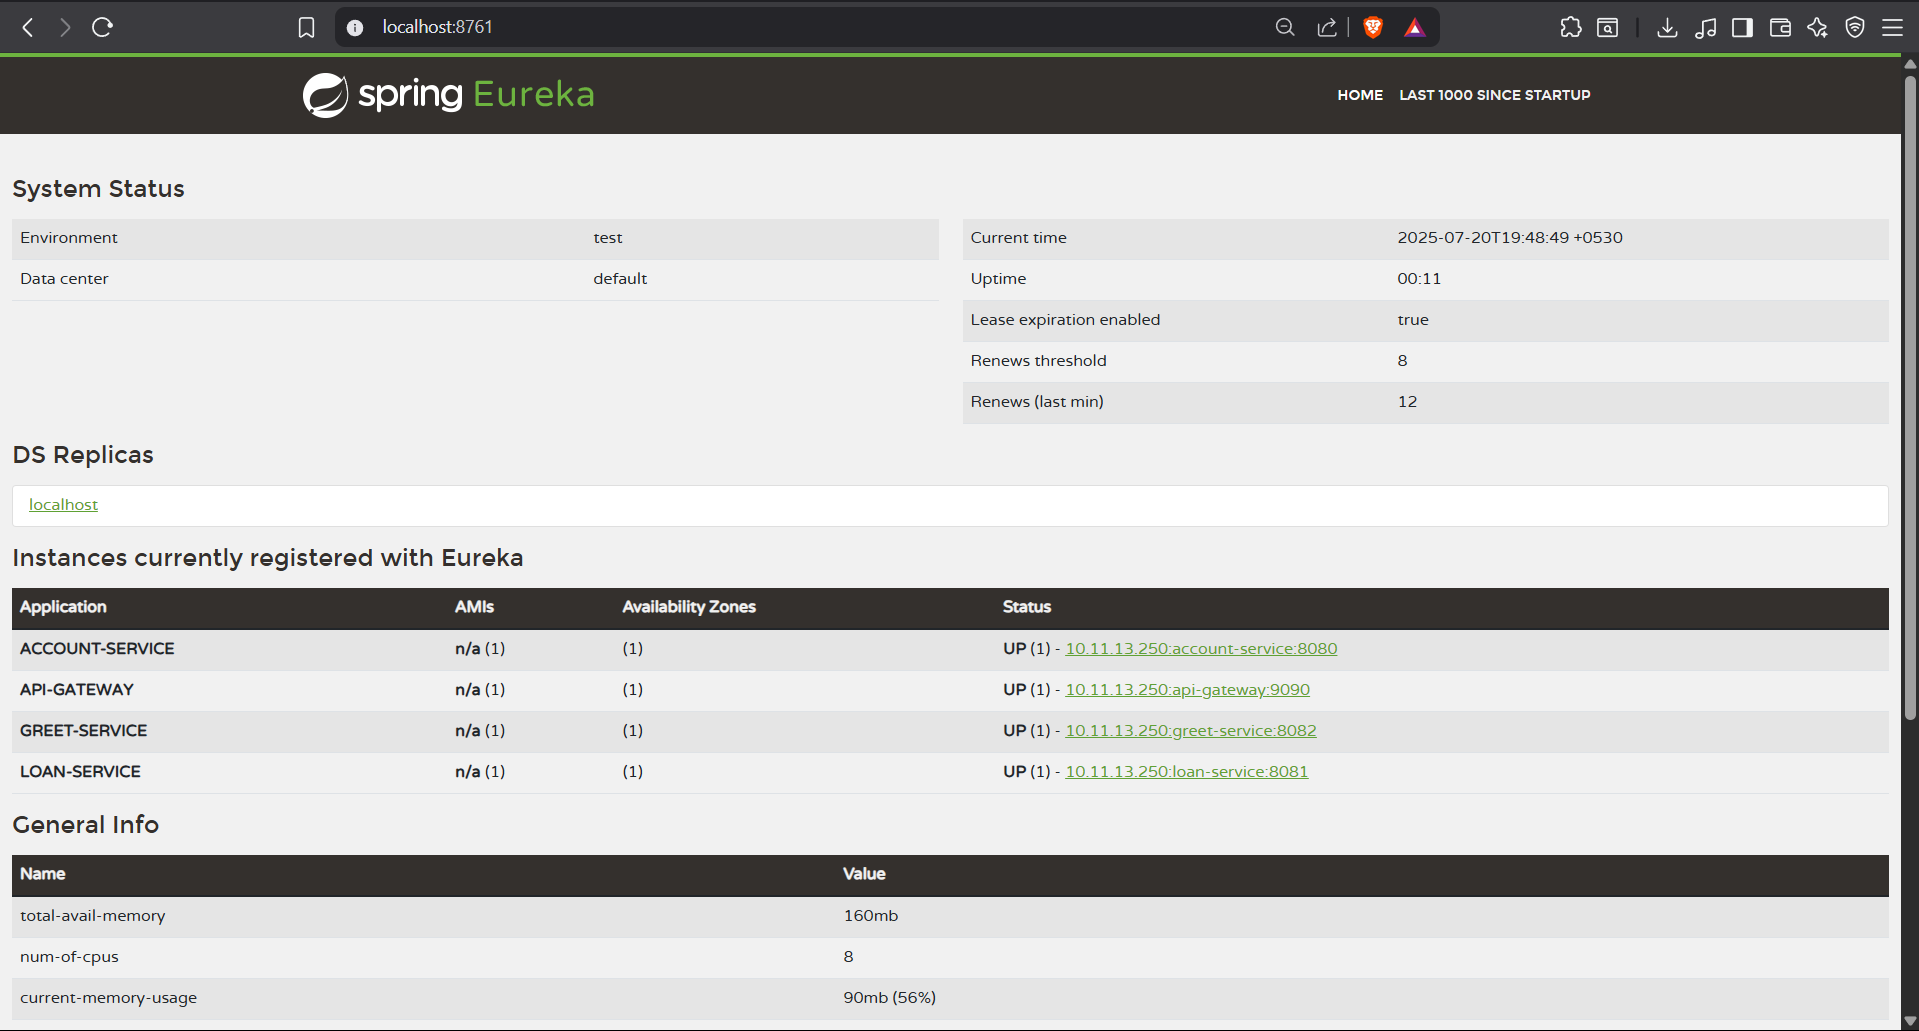 localhost:8761
spring Eureka
HOME LAST 1000 SINCE STARTUP
System Status
Environment test
Data center default
Current time 2025-07-20T19:48:49 +0530
Uptime 00:11
Lease expiration enabled true
Renews threshold 8
Renews (last min) 12
DS Replicas
localhost
Instances currently registered with Eureka
Application AMIs Availability Zones Status
ACCOUNT-SERVICE n/a (1) (1) UP (1) - 10.11.13.250:account-service:8080
API-GATEWAY n/a (1) (1) UP (1) - 10.11.13.250:api-gateway:9090
GREET-SERVICE n/a (1) (1) UP (1) - 10.11.13.250:greet-service:8082
LOAN-SERVICE n/a (1) (1) UP (1) - 10.11.13.250:loan-service:8081
General Info
Name Value
total-avail-memory 160mb
num-of-cpus 8
current-memory-usage 90mb (56%)